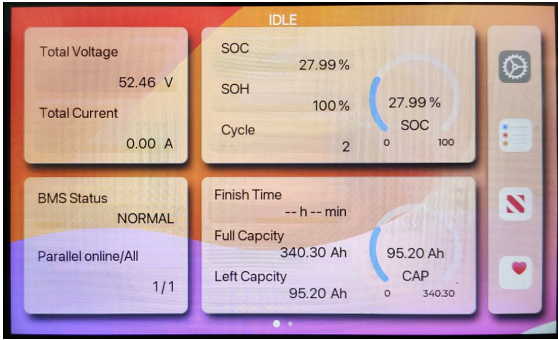 IDLE
Total Voltage
52.46 V
Total Current
0.00 A
SOC
27.99 %
SOH
100 %
Cycle
2
27.99 %
SOC
0 100
BMS Status
NORMAL
Parallel online/All
1/1
Finish Time
-- h -- min
Full Capcity
340.30 Ah
Left Capcity
95.20 Ah
95.20 Ah
CAP
0 340.30